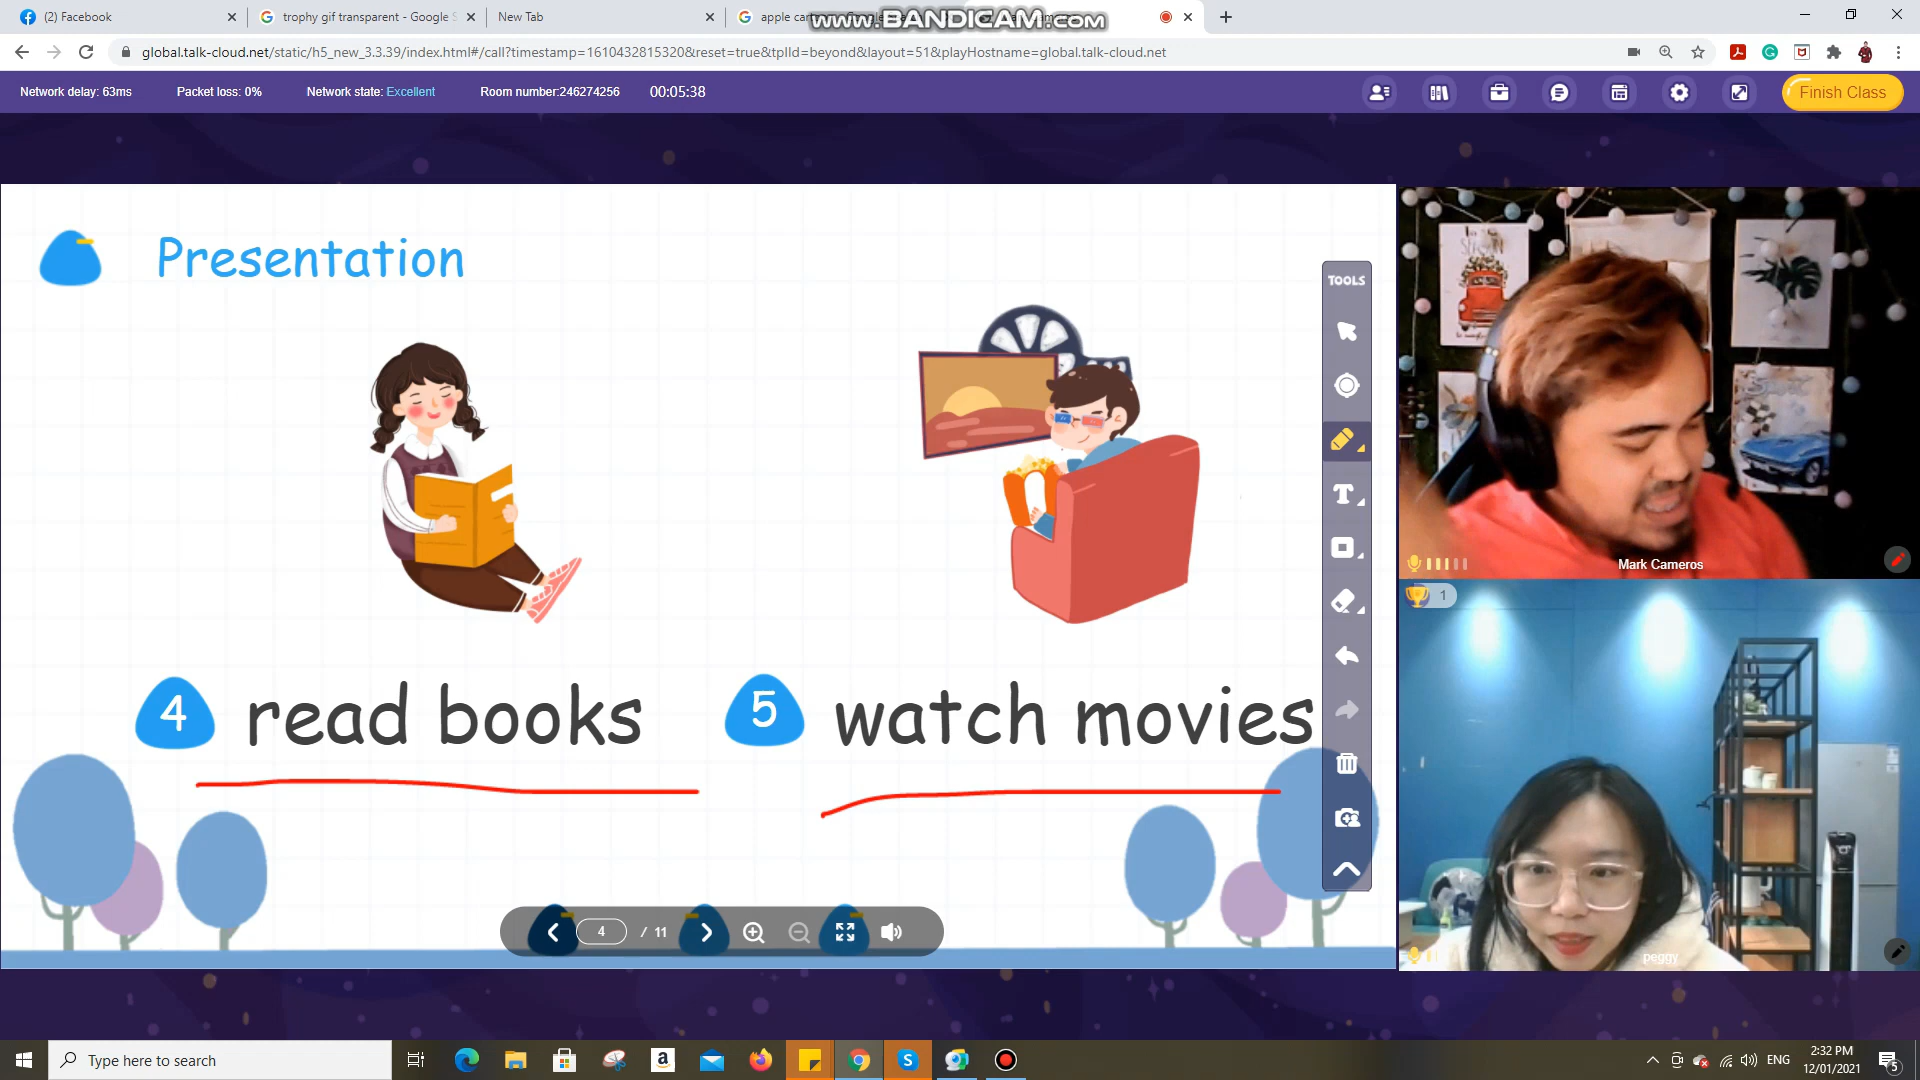 (2) Facebook
trophy gif transparent - Google S
New Tab
apple cart
www.BANDICAM.com
global.talk-cloud.net/static/h5_new_3.3.39/index.html#/call?timestamp=1610432815320&reset=true&tplId=beyond&layout=51&playHostname=global.talk-cloud.net
Network delay: 63ms
Packet loss: 0%
Network state: Excellent
Room number:246274256
00:05:38
Finish Class
Presentation
TOOLS
4 read books
5 watch movies
4 / 11
Mark Cameros
1
peggy
Type here to search
ENG
2:32 PM
12/01/2021
5